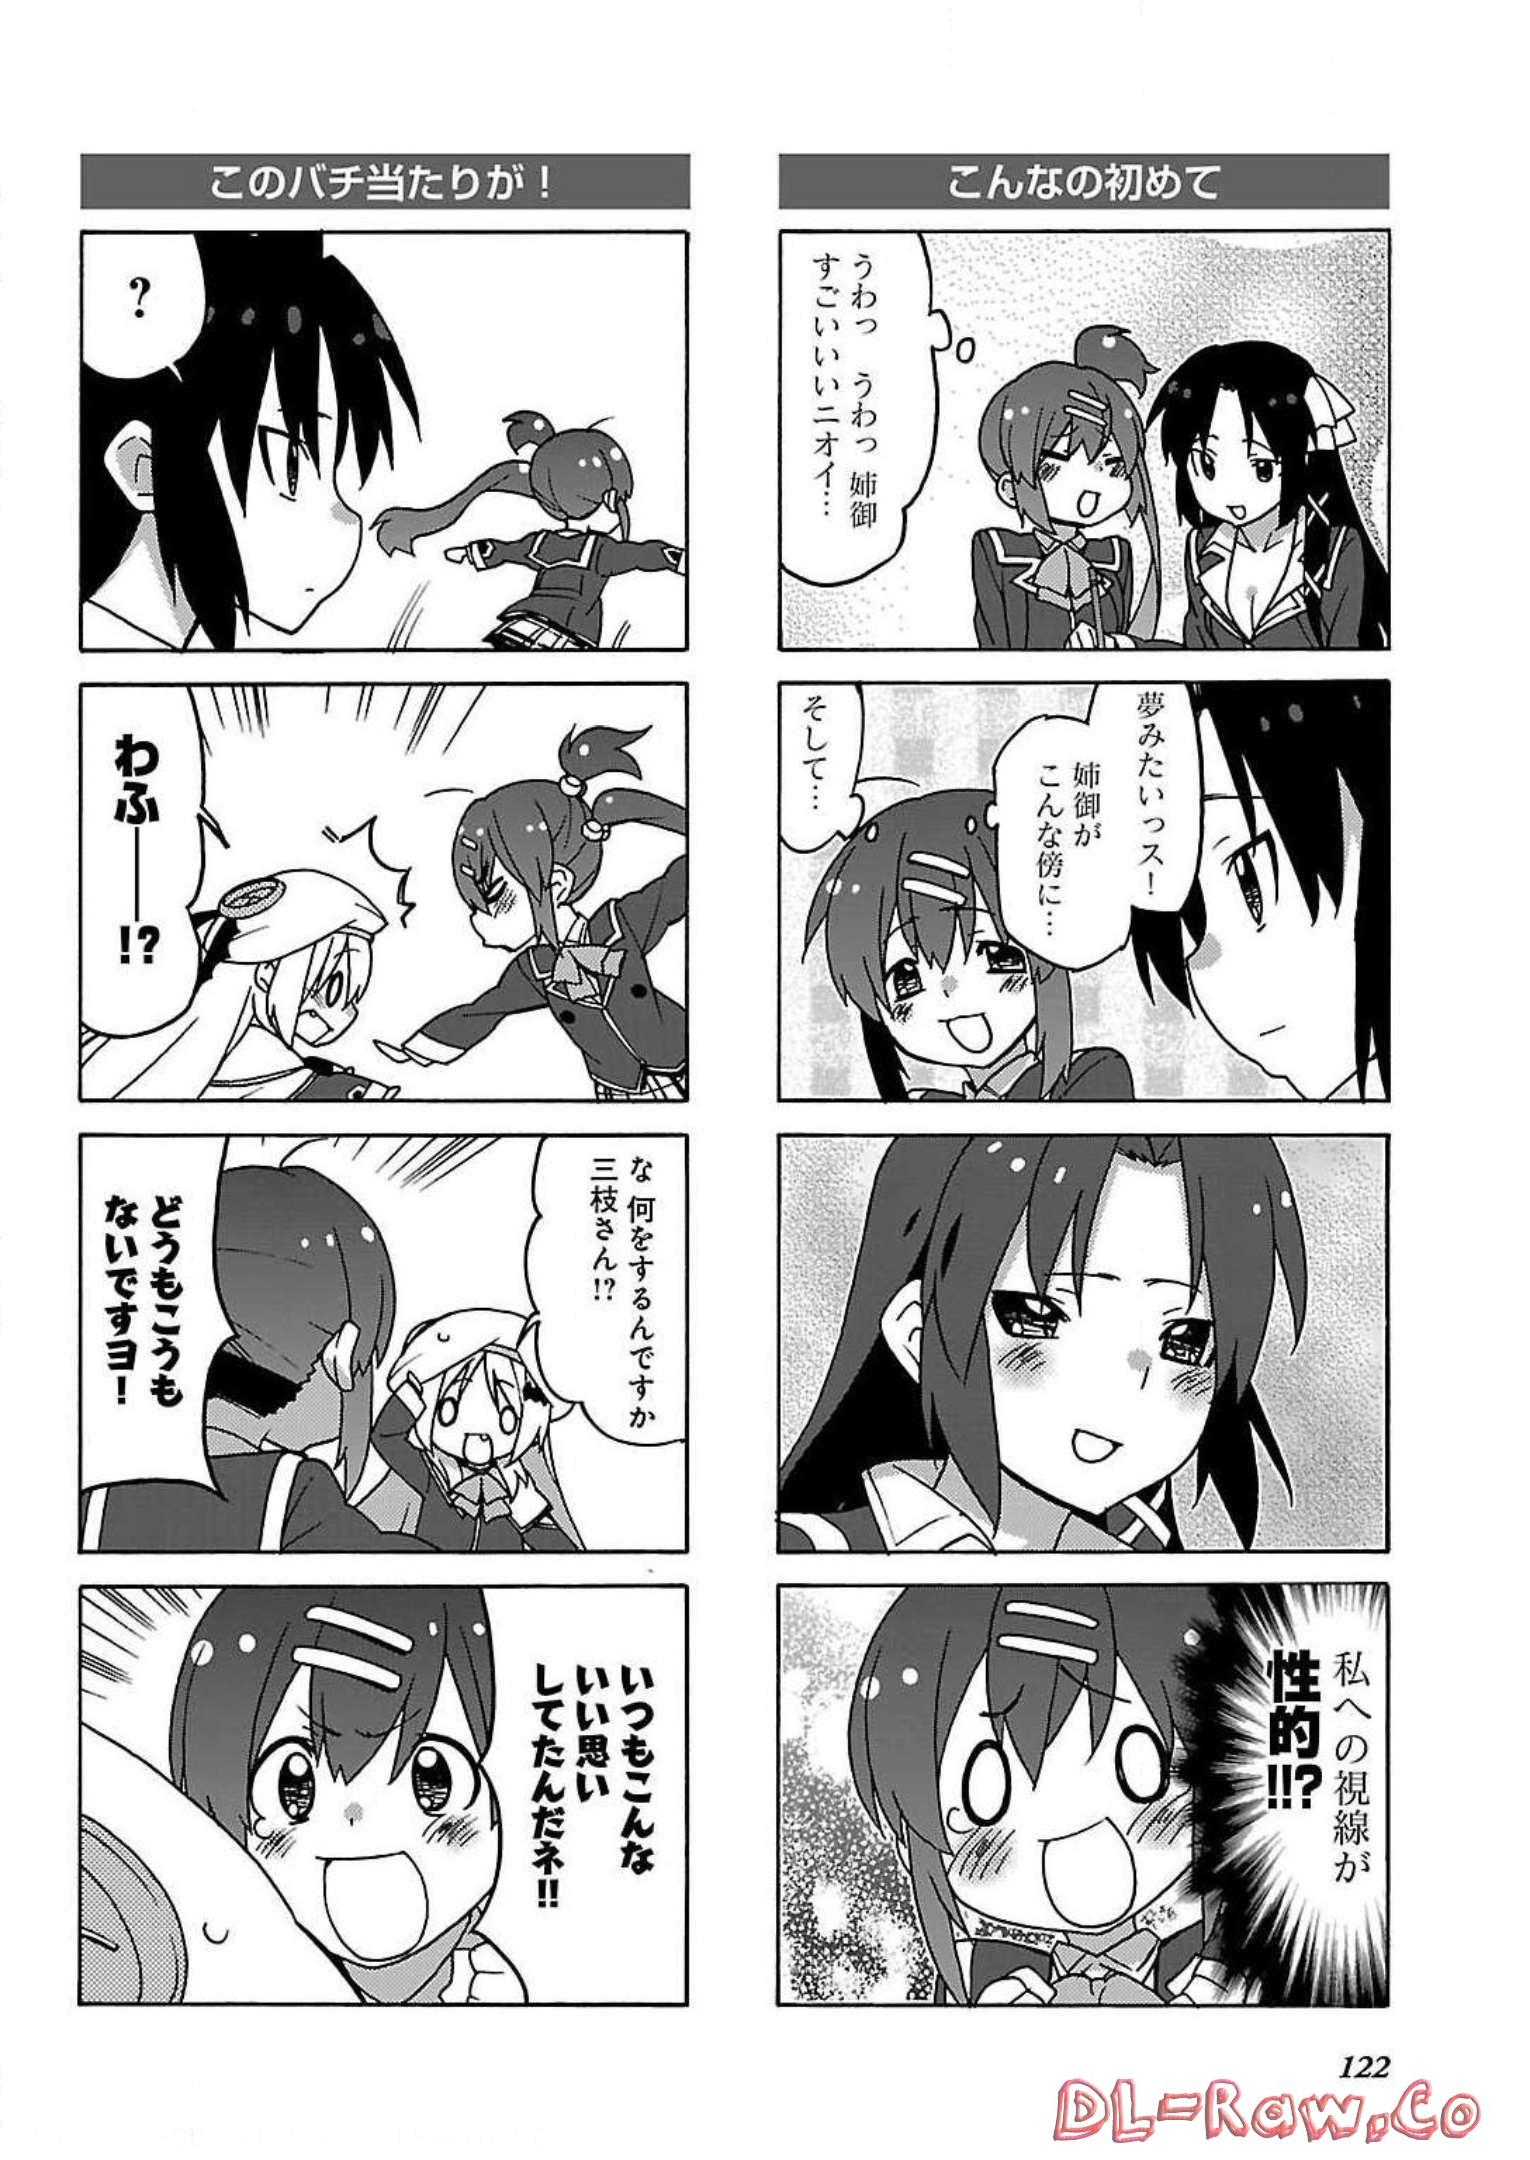 こんなの初めて
うわっ　うわっ　姉御
すごいいいニオイ…
夢みたいっス！
姉御が
こんな傍に…
そして…
私への視線が
性的!!?
このバチ当たりが！
？
わふ――!?
な　何をするんですか
三枝さん!?
どうもこうも
ないですヨ！
いつもこんな
いい思い
してたんだネ!!
122
DL-Raw.Co